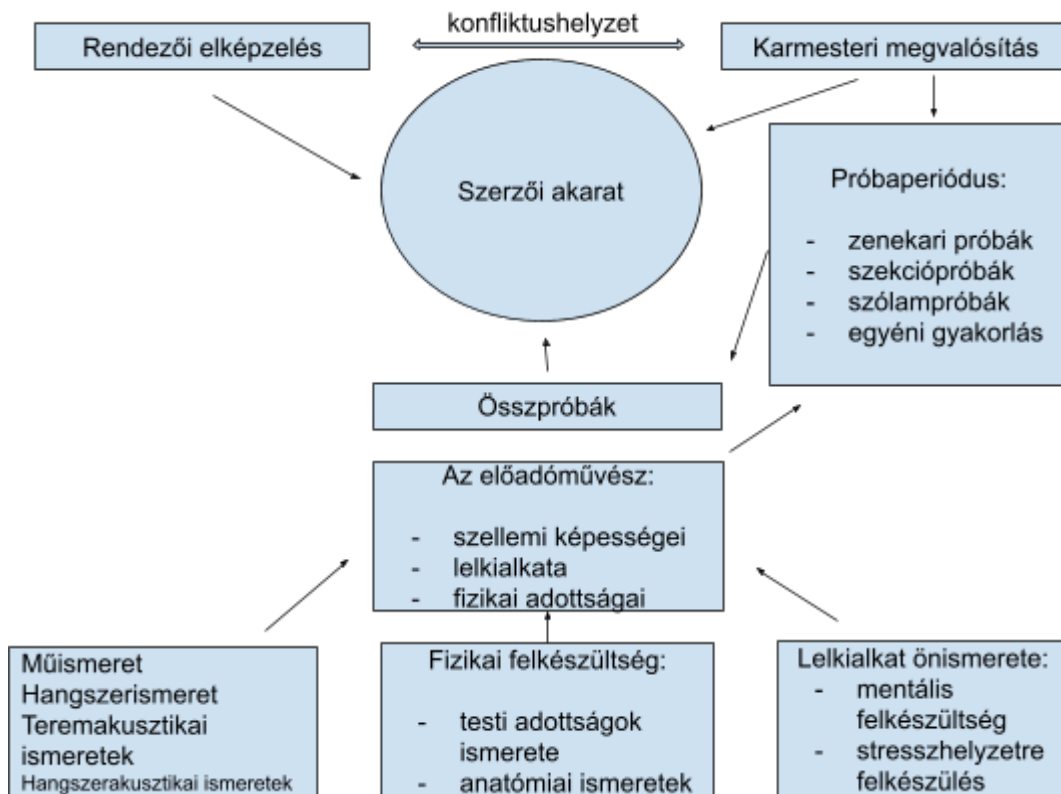 konfliktushelyzet
Rendezői elképzelés
Karmesteri megvalósítás
Szerzői akarat
Próbaperiódus:
- zenekari próbák
- szekciópróbák
- szólampróbák
- egyéni gyakorlás
Összpróbák
Az előadóművész:
- szellemi képességei
- lelkialkata
- fizikai adottságai
Műismeret
Hangszerismeret
Teremakusztikai
ismeretek
Hangszerakusztikai ismeretek
Fizikai felkészültség:
- testi adottságok
ismerete
- anatómiai ismeretek
Lelkialkat önismerete:
- mentális
felkészültség
- stresszhelyzetre
felkészülés